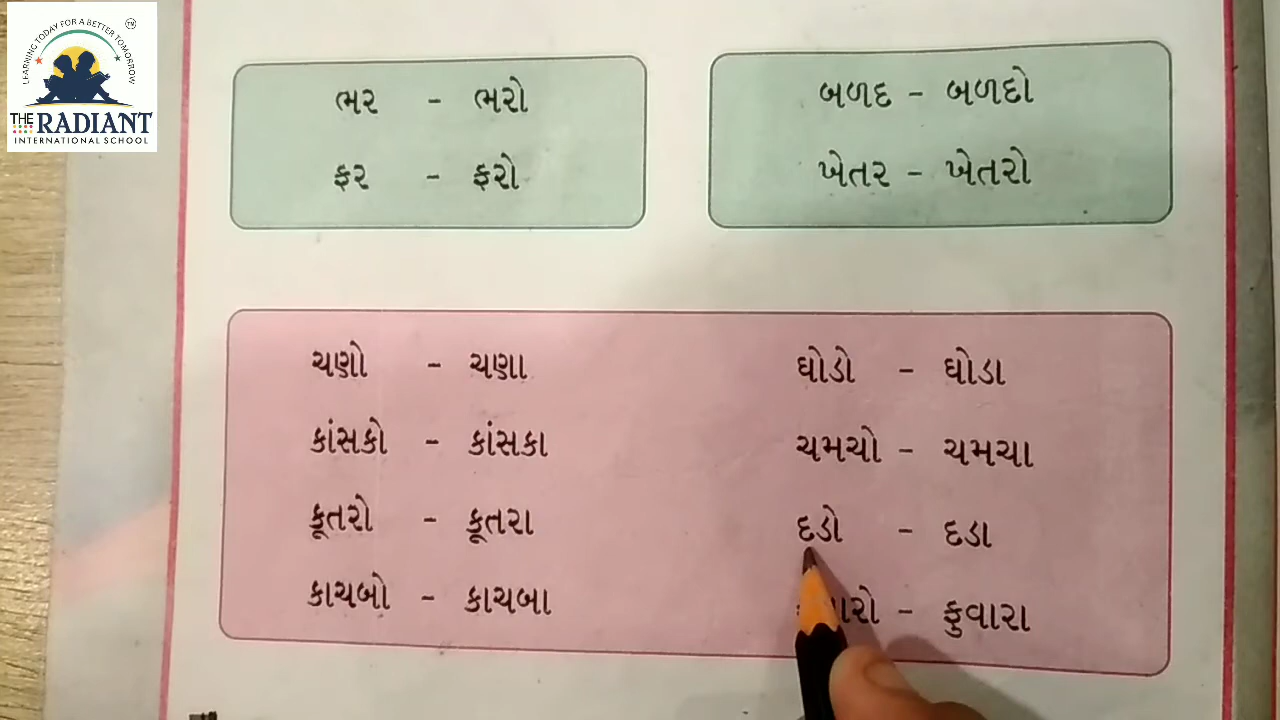 LEARNING TODAY FOR A BETTER TOMORROW
TM
THE RADIANT
INTERNATIONAL SCHOOL
ભર - ભરો
ફર - ફરો
બળદ - બળદો
ખેતર - ખેતરો
ચણો - ચણા
કાંસકો - કાંસકા
કૂતરો - કૂતરા
કાચબો - કાચબા
ઘોડો - ઘોડા
ચમચો - ચમચા
દડો - દડા
- ફુવારા